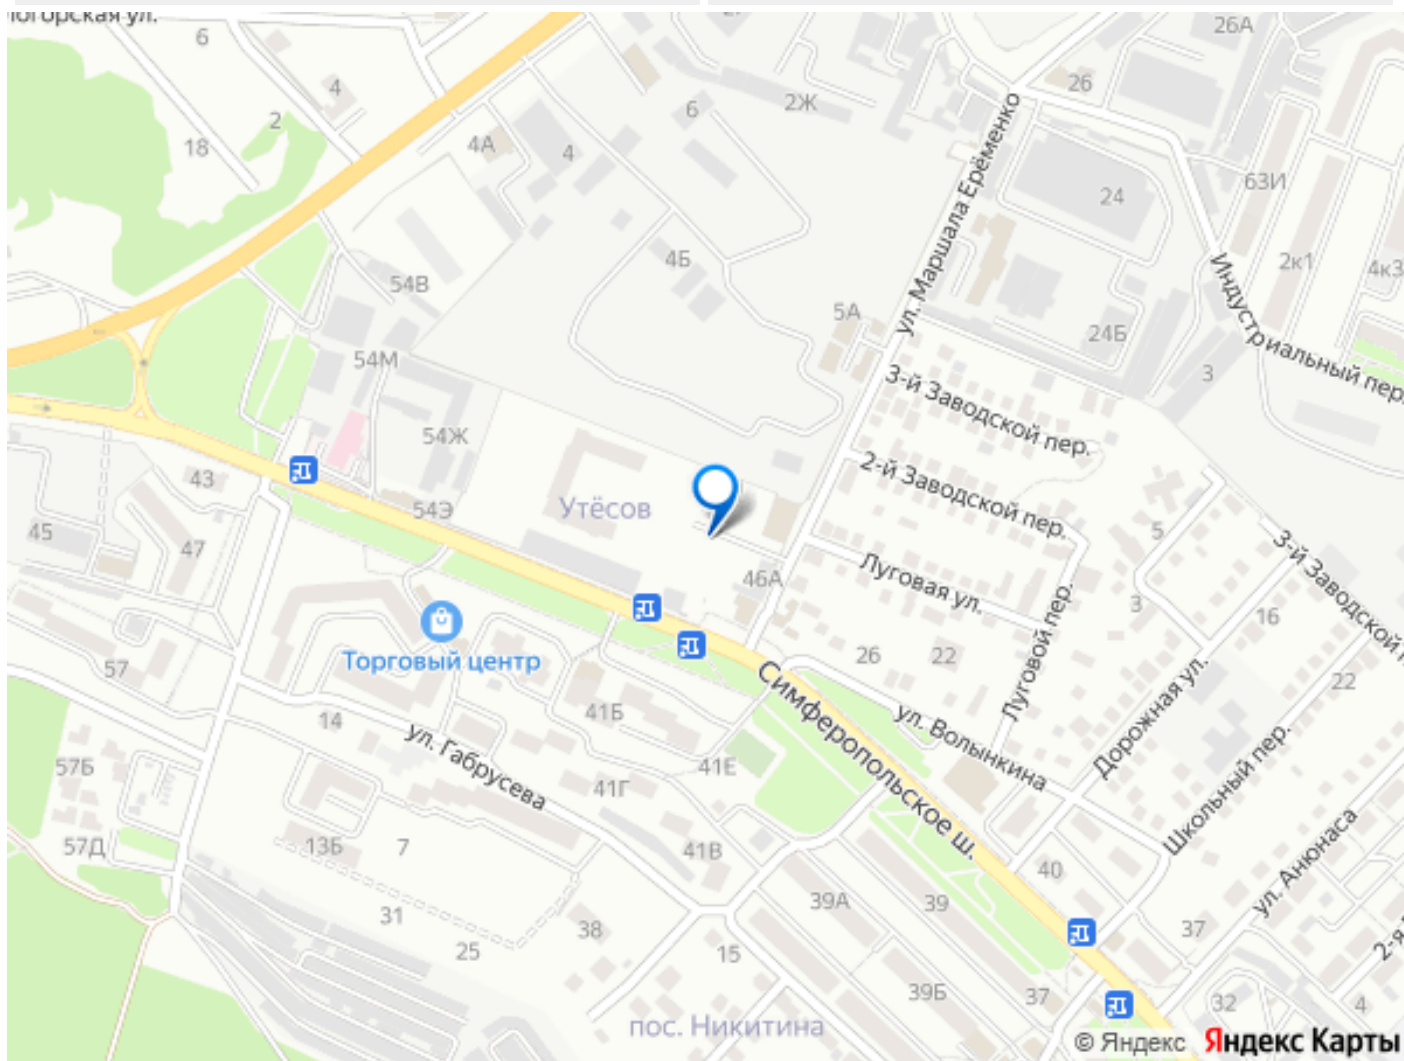 6
4
2
18
4А
4
6
2Ж
26А
26
ул. Маршала Ерёменко
24
63И
2к1
4к3
Индустриальный пер.
4Б
54В
5А
24Б
3
54М
3-й Заводской пер.
54Ж
2-й Заводской пер.
43
54Э
Утёсов
5
45
47
46А
Луговая ул.
3
3-й Заводской
16
Луговой пер.
Торговый центр
57
26
22
22
14
41Б
ул. Габрусева
Симферопольское ш.
ул. Волынкина
Дорожная ул.
Школьный пер.
57Б
41Е
41Г
57Д
13Б
7
41В
40
ул. Анюнаса
31
25
38
39А
39
37
15
39Б
37
32
4
пос. Никитина
© Яндекс Яндекс Карты